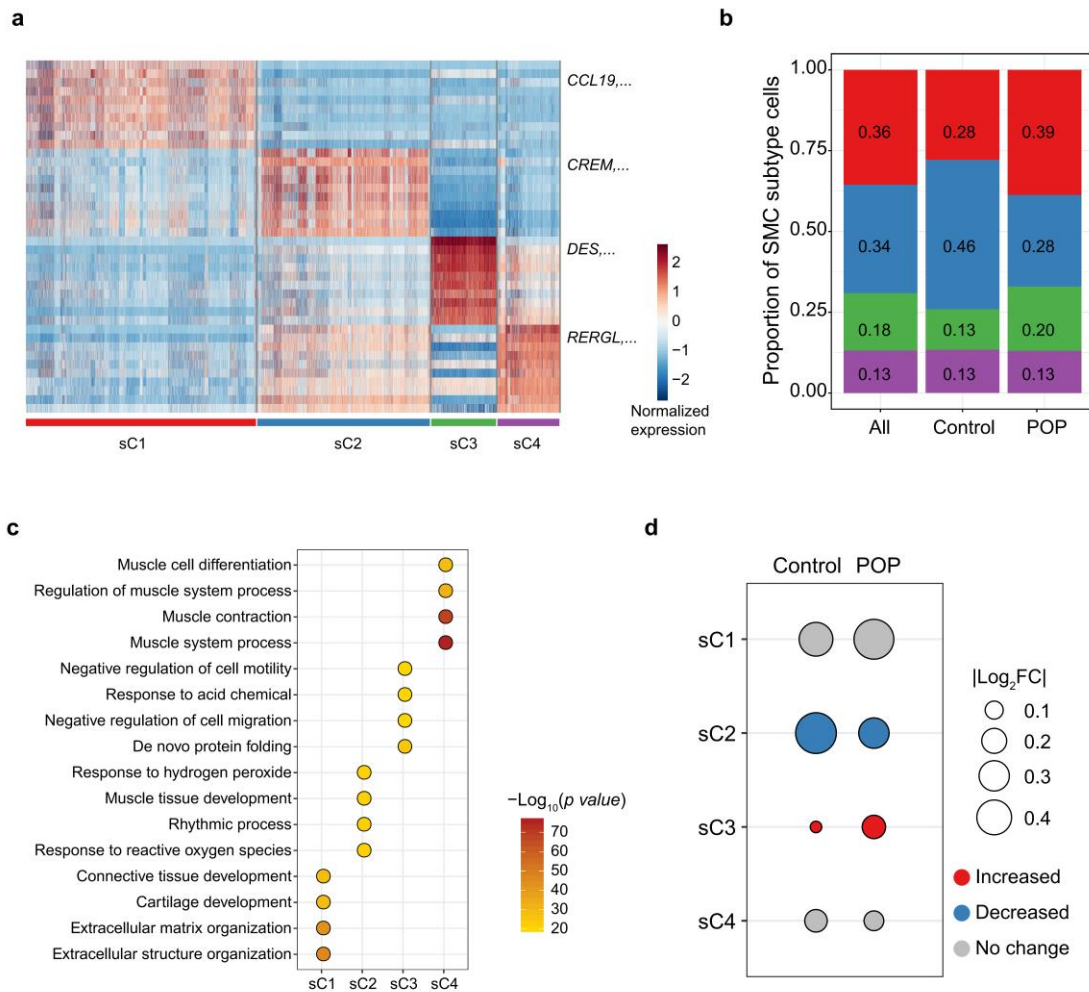 a
CCL19,...
CREM,...
DES,...
RERGL,...
2
1
0
−1
−2
Normalized
expression
sC1
sC2
sC3
sC4
b
Proportion of SMC subtype cells
1.00
0.75
0.50
0.25
0.00
0.36
0.28
0.39
0.34
0.46
0.28
0.18
0.13
0.20
0.13
0.13
0.13
All
Control
POP
c
Muscle cell differentiation
Regulation of muscle system process
Muscle contraction
Muscle system process
Negative regulation of cell motility
Response to acid chemical
Negative regulation of cell migration
De novo protein folding
Response to hydrogen peroxide
Muscle tissue development
Rhythmic process
Response to reactive oxygen species
Connective tissue development
Cartilage development
Extracellular matrix organization
Extracellular structure organization
sC1
sC2
sC3
sC4
−Log10(p value)
70
60
50
40
30
20
d
Control
POP
sC1
sC2
sC3
sC4
|Log2FC|
0.1
0.2
0.3
0.4
Increased
Decreased
No change